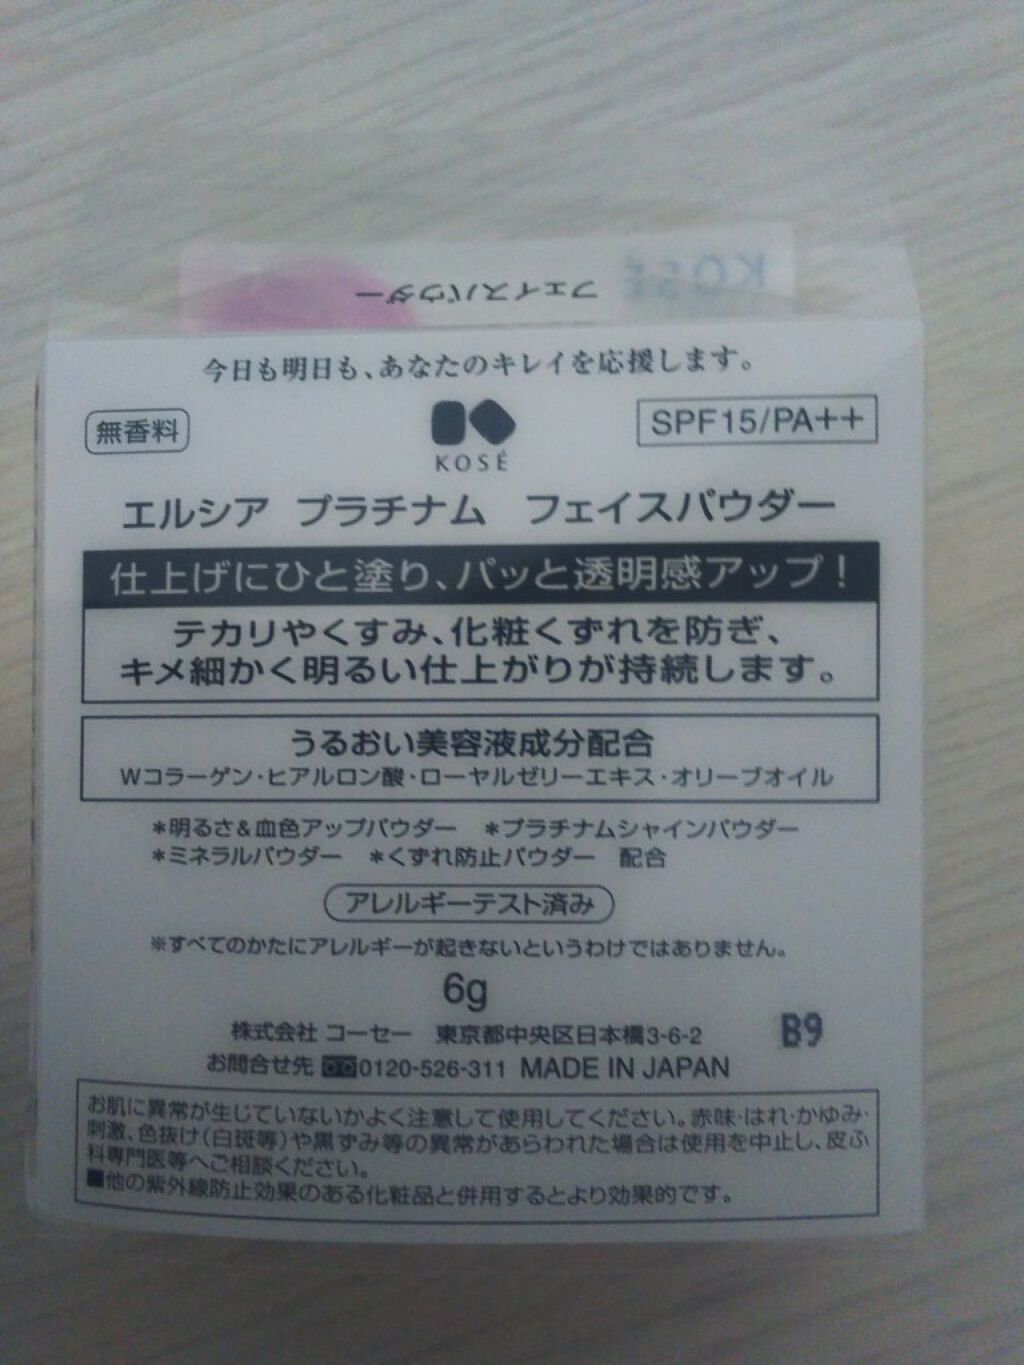 フェイスパウダー
KOSÉ
今日も明日も、あなたのキレイを応援します。
無香料
KOSÉ
SPF15/PA++
エルシア プラチナム フェイスパウダー
仕上げにひと塗り、パッと透明感アップ!
テカリやくすみ、化粧くずれを防ぎ、
キメ細かく明るい仕上がりが持続します。
うるおい美容液成分配合
Wコラーゲン・ヒアルロン酸・ローヤルゼリーエキス・オリーブオイル
*明るさ&血色アップパウダー *プラチナムシャインパウダー
*ミネラルパウダー *くずれ防止パウダー 配合
アレルギーテスト済み
※すべてのかたにアレルギーが起きないというわけではありません。
6g
株式会社 コーセー 東京都中央区日本橋3-6-2
B9
お問合せ先 0120-526-311 MADE IN JAPAN
お肌に異常が生じていないかよく注意して使用してください。赤味・はれ・かゆみ・
刺激、色抜け(白斑等)や黒ずみ等の異常があらわれた場合は使用を中止し、皮ふ
科専門医等へご相談ください。
■他の紫外線防止効果のある化粧品と併用するとより効果的です。